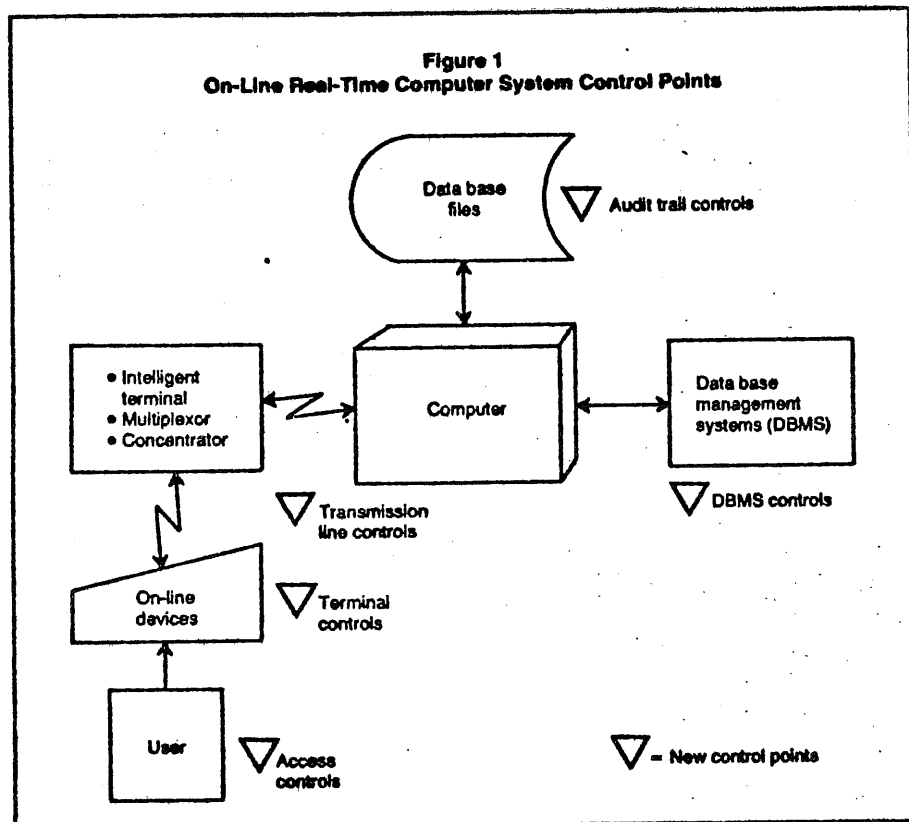 Figure 1
On-Line Real-Time Computer System Control Points
Data base
files
Audit trail controls
• Intelligent
terminal
• Multiplexor
• Concentrator
Computer
Data base
management
systems (DBMS)
Transmission
line controls
DBMS controls
On-line
devices
Terminal
controls
User
Access
controls
= New control points